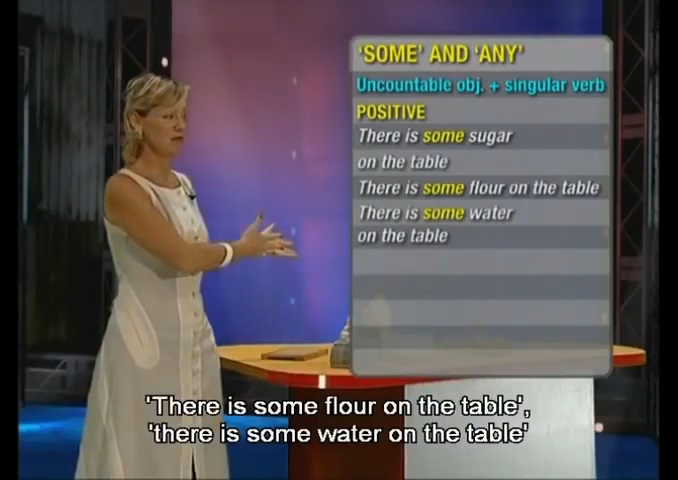 'SOME' AND 'ANY'
Uncountable obj. + singular verb
POSITIVE
There is some sugar
on the table
There is some flour on the table
There is some water
on the table
'There is some flour on the table',
'there is some water on the table'